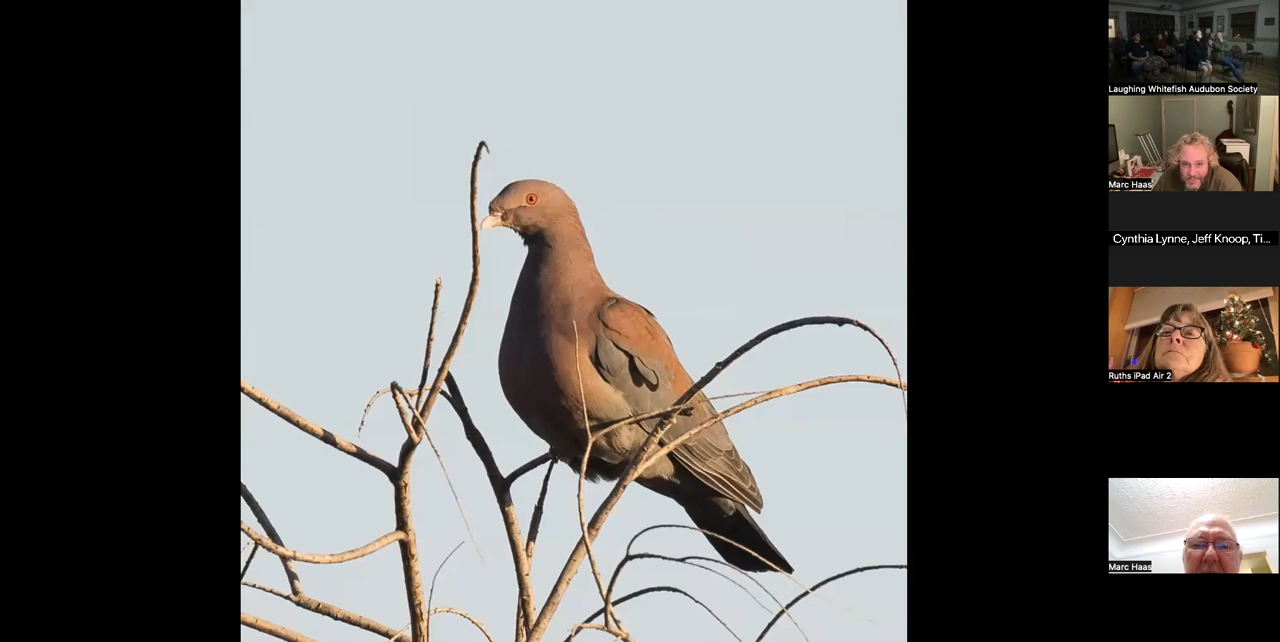 Laughing Whitefish Audubon Society
Marc Haas
Cynthia Lynne, Jeff Knoop, Ti...
Ruths iPad Air 2
Marc Haas